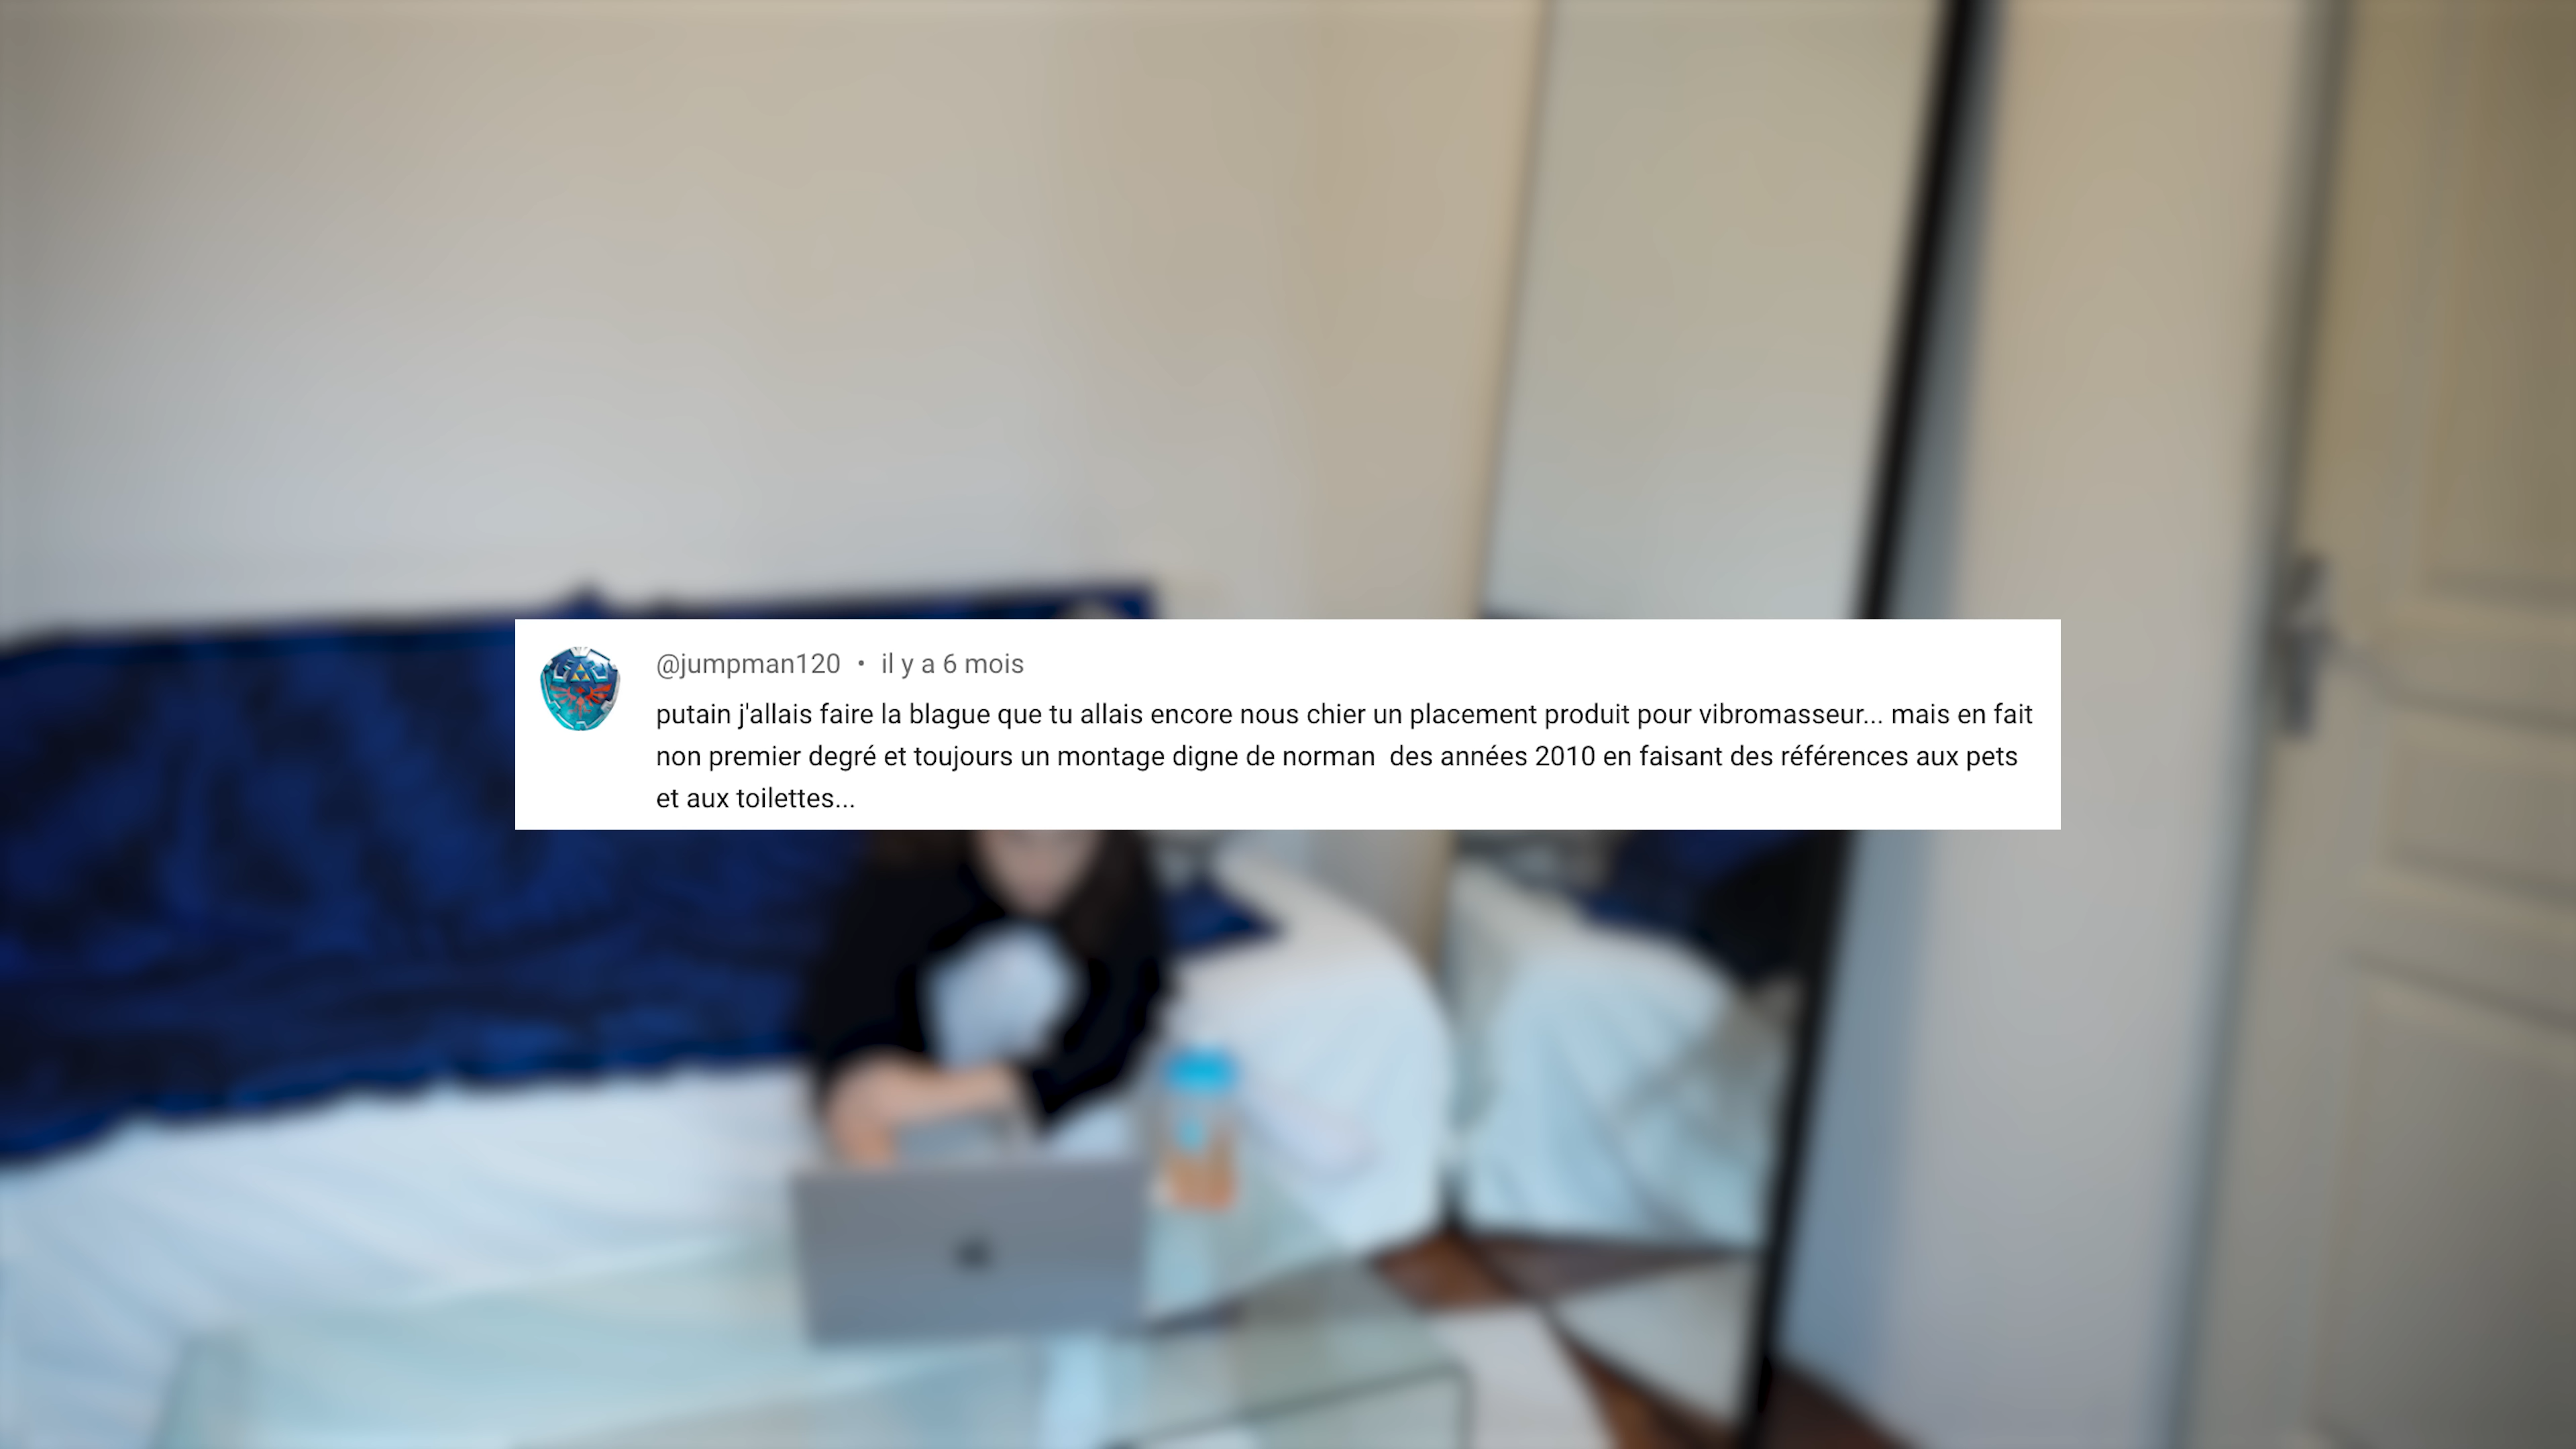 @jumpman120 • il y a 6 mois
putain j'allais faire la blague que tu allais encore nous chier un placement produit pour vibromasseur... mais en fait
non premier degré et toujours un montage digne de norman  des années 2010 en faisant des références aux pets
et aux toilettes...